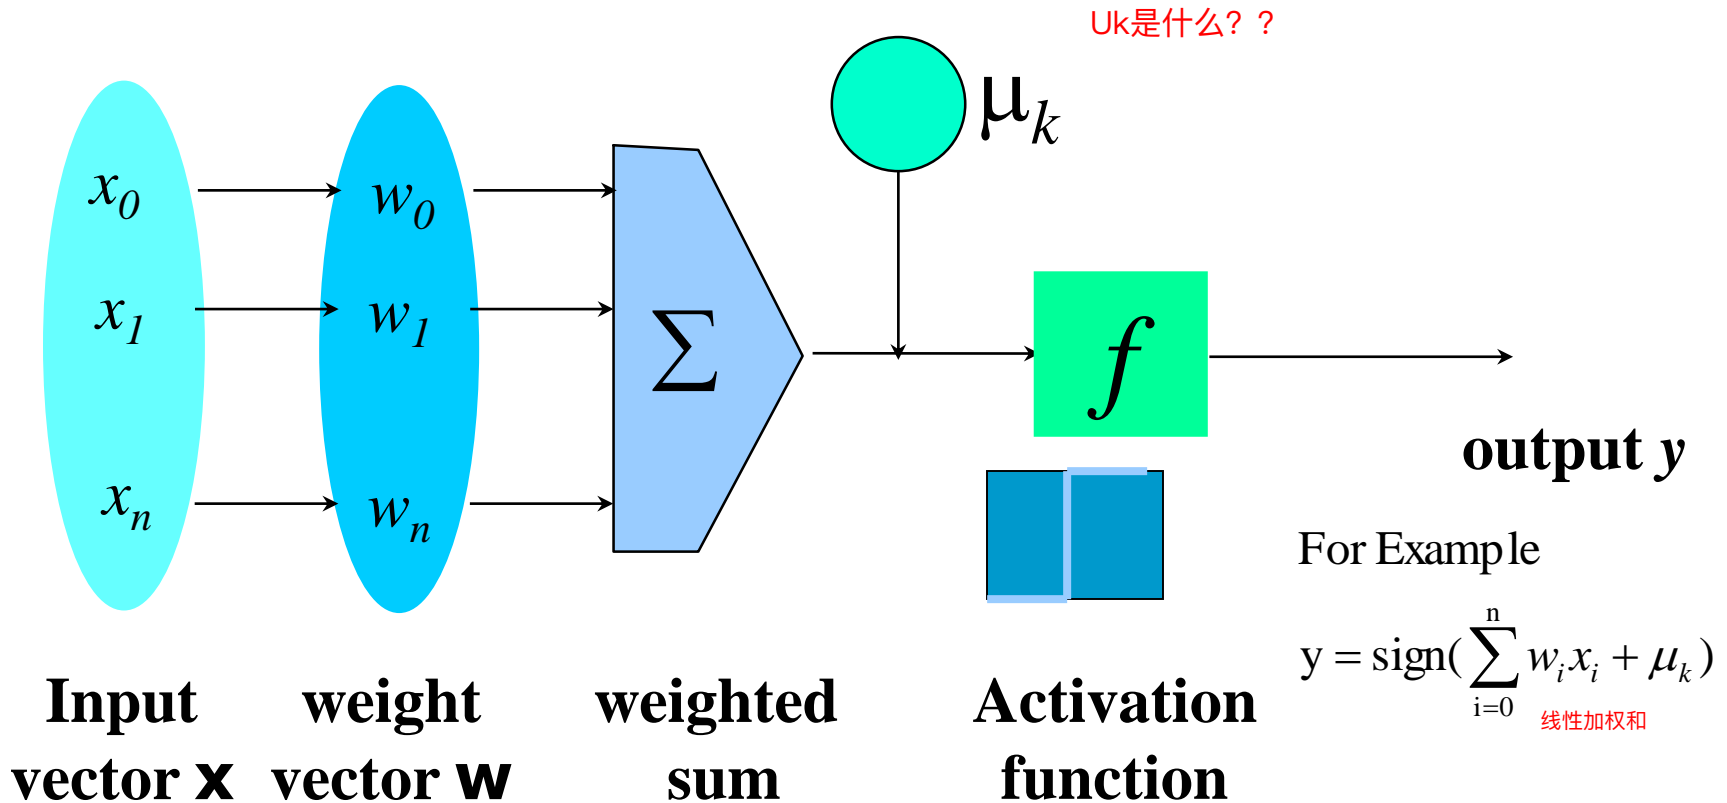 Uk是什么？？
μk
x0
w0
x1
w1
∑
f
xn
wn
output y
For Example
y = sign(∑ i=0 n wixi + μk)
线性加权和
Input vector x
weight vector w
weighted sum
Activation function